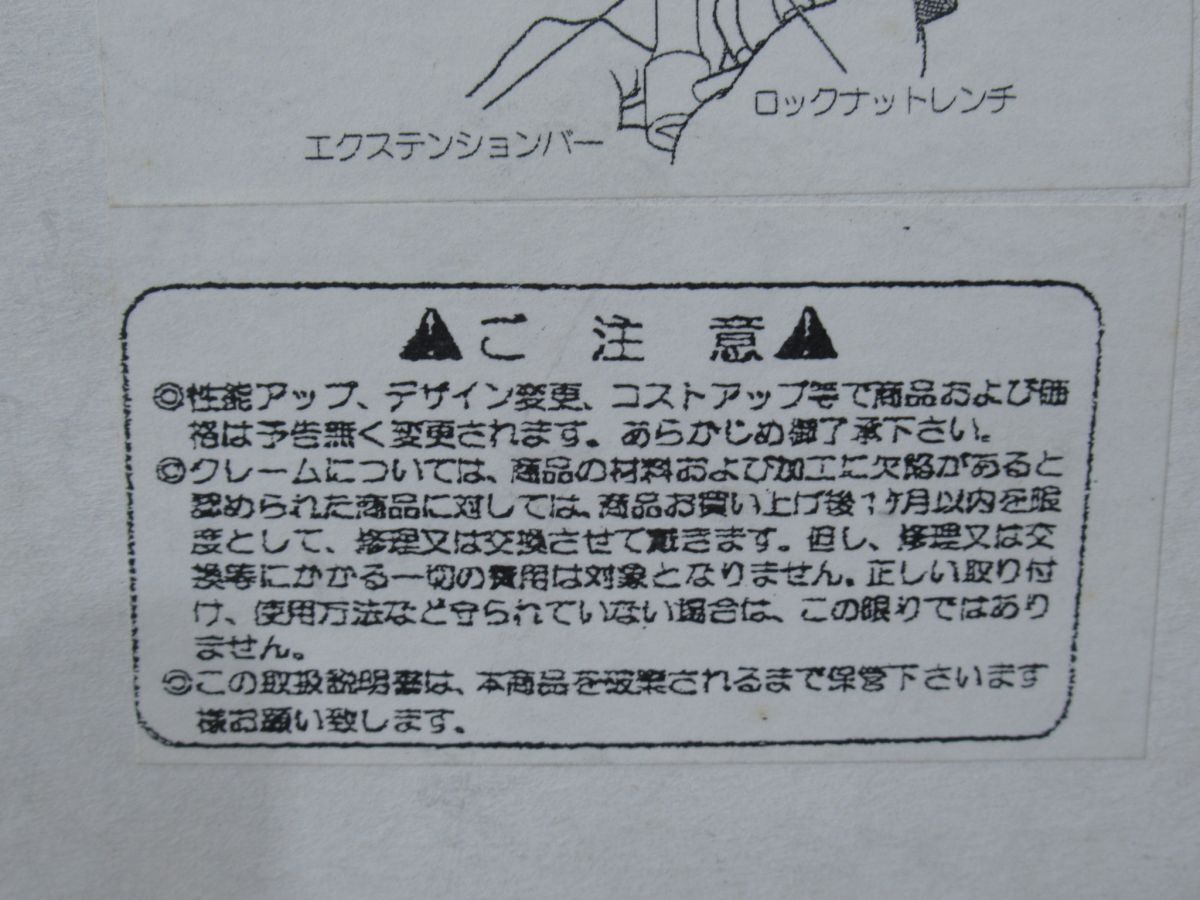 ロックナットレンチ
エクステンションバー
ご注意
◎性能アップ、デザイン変更、コストアップ等で商品および価
格は予告無く変更されます。あらかじめ御了承下さい。
◎クレームについては、商品の材料および加工に欠陥があると
認められた商品に対しては、商品お買い上げ後1ヶ月以内を限
度として、修理又は交換させて戴きます。但し、修理又は交
換等にかかる一切の費用は対象となりません。正しい取り付
け、使用方法など守られていない場合は、この限りではあり
ません。
◎この取扱説明書は、本商品を破棄されるまで保管下さいます
様お願い致します。